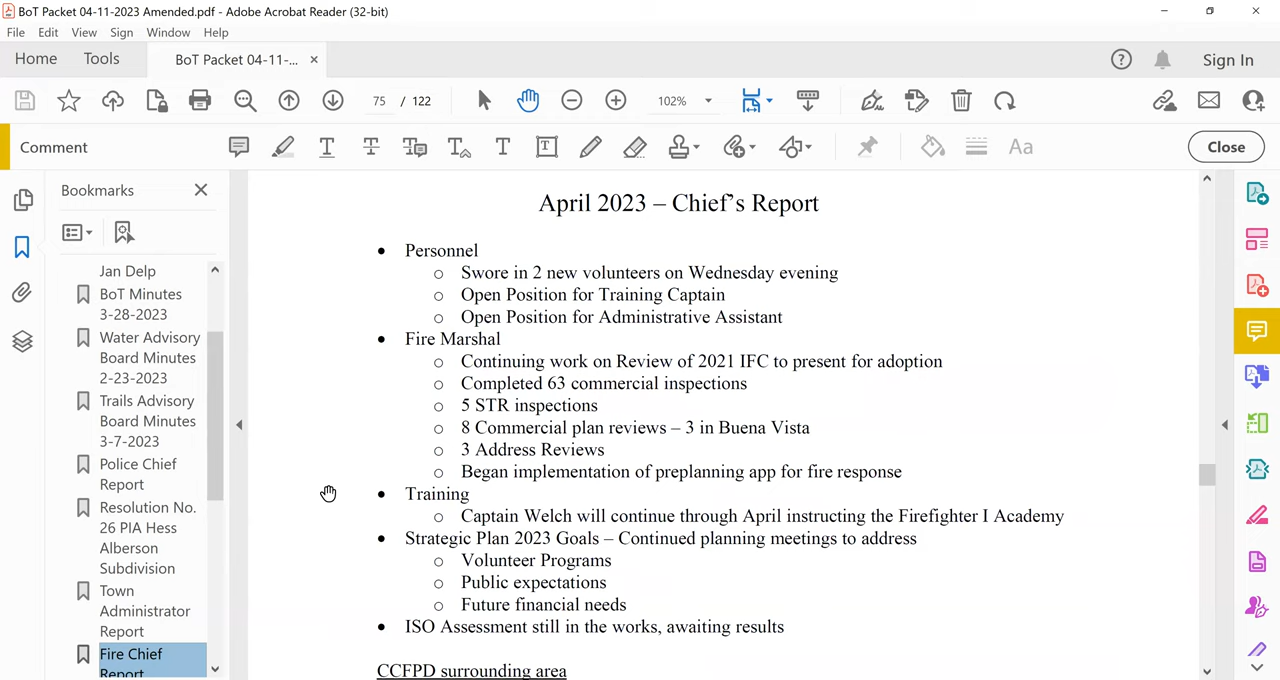 BoT Packet 04-11-2023 Amended.pdf - Adobe Acrobat Reader (32-bit)
File Edit View Sign Window Help
Home Tools BoT Packet 04-11-... × Sign In
75 / 122 102%
Comment Close
Bookmarks
Jan Delp
BoT Minutes
3-28-2023
Water Advisory
Board Minutes
2-23-2023
Trails Advisory
Board Minutes
3-7-2023
Police Chief
Report
Resolution No.
26 PIA Hess
Alberson
Subdivision
Town
Administrator
Report
Fire Chief
Report
April 2023 – Chief's Report
• Personnel
o Swore in 2 new volunteers on Wednesday evening
o Open Position for Training Captain
o Open Position for Administrative Assistant
• Fire Marshal
o Continuing work on Review of 2021 IFC to present for adoption
o Completed 63 commercial inspections
o 5 STR inspections
o 8 Commercial plan reviews – 3 in Buena Vista
o 3 Address Reviews
o Began implementation of preplanning app for fire response
• Training
o Captain Welch will continue through April instructing the Firefighter I Academy
• Strategic Plan 2023 Goals – Continued planning meetings to address
o Volunteer Programs
o Public expectations
o Future financial needs
• ISO Assessment still in the works, awaiting results
CCFPD surrounding area